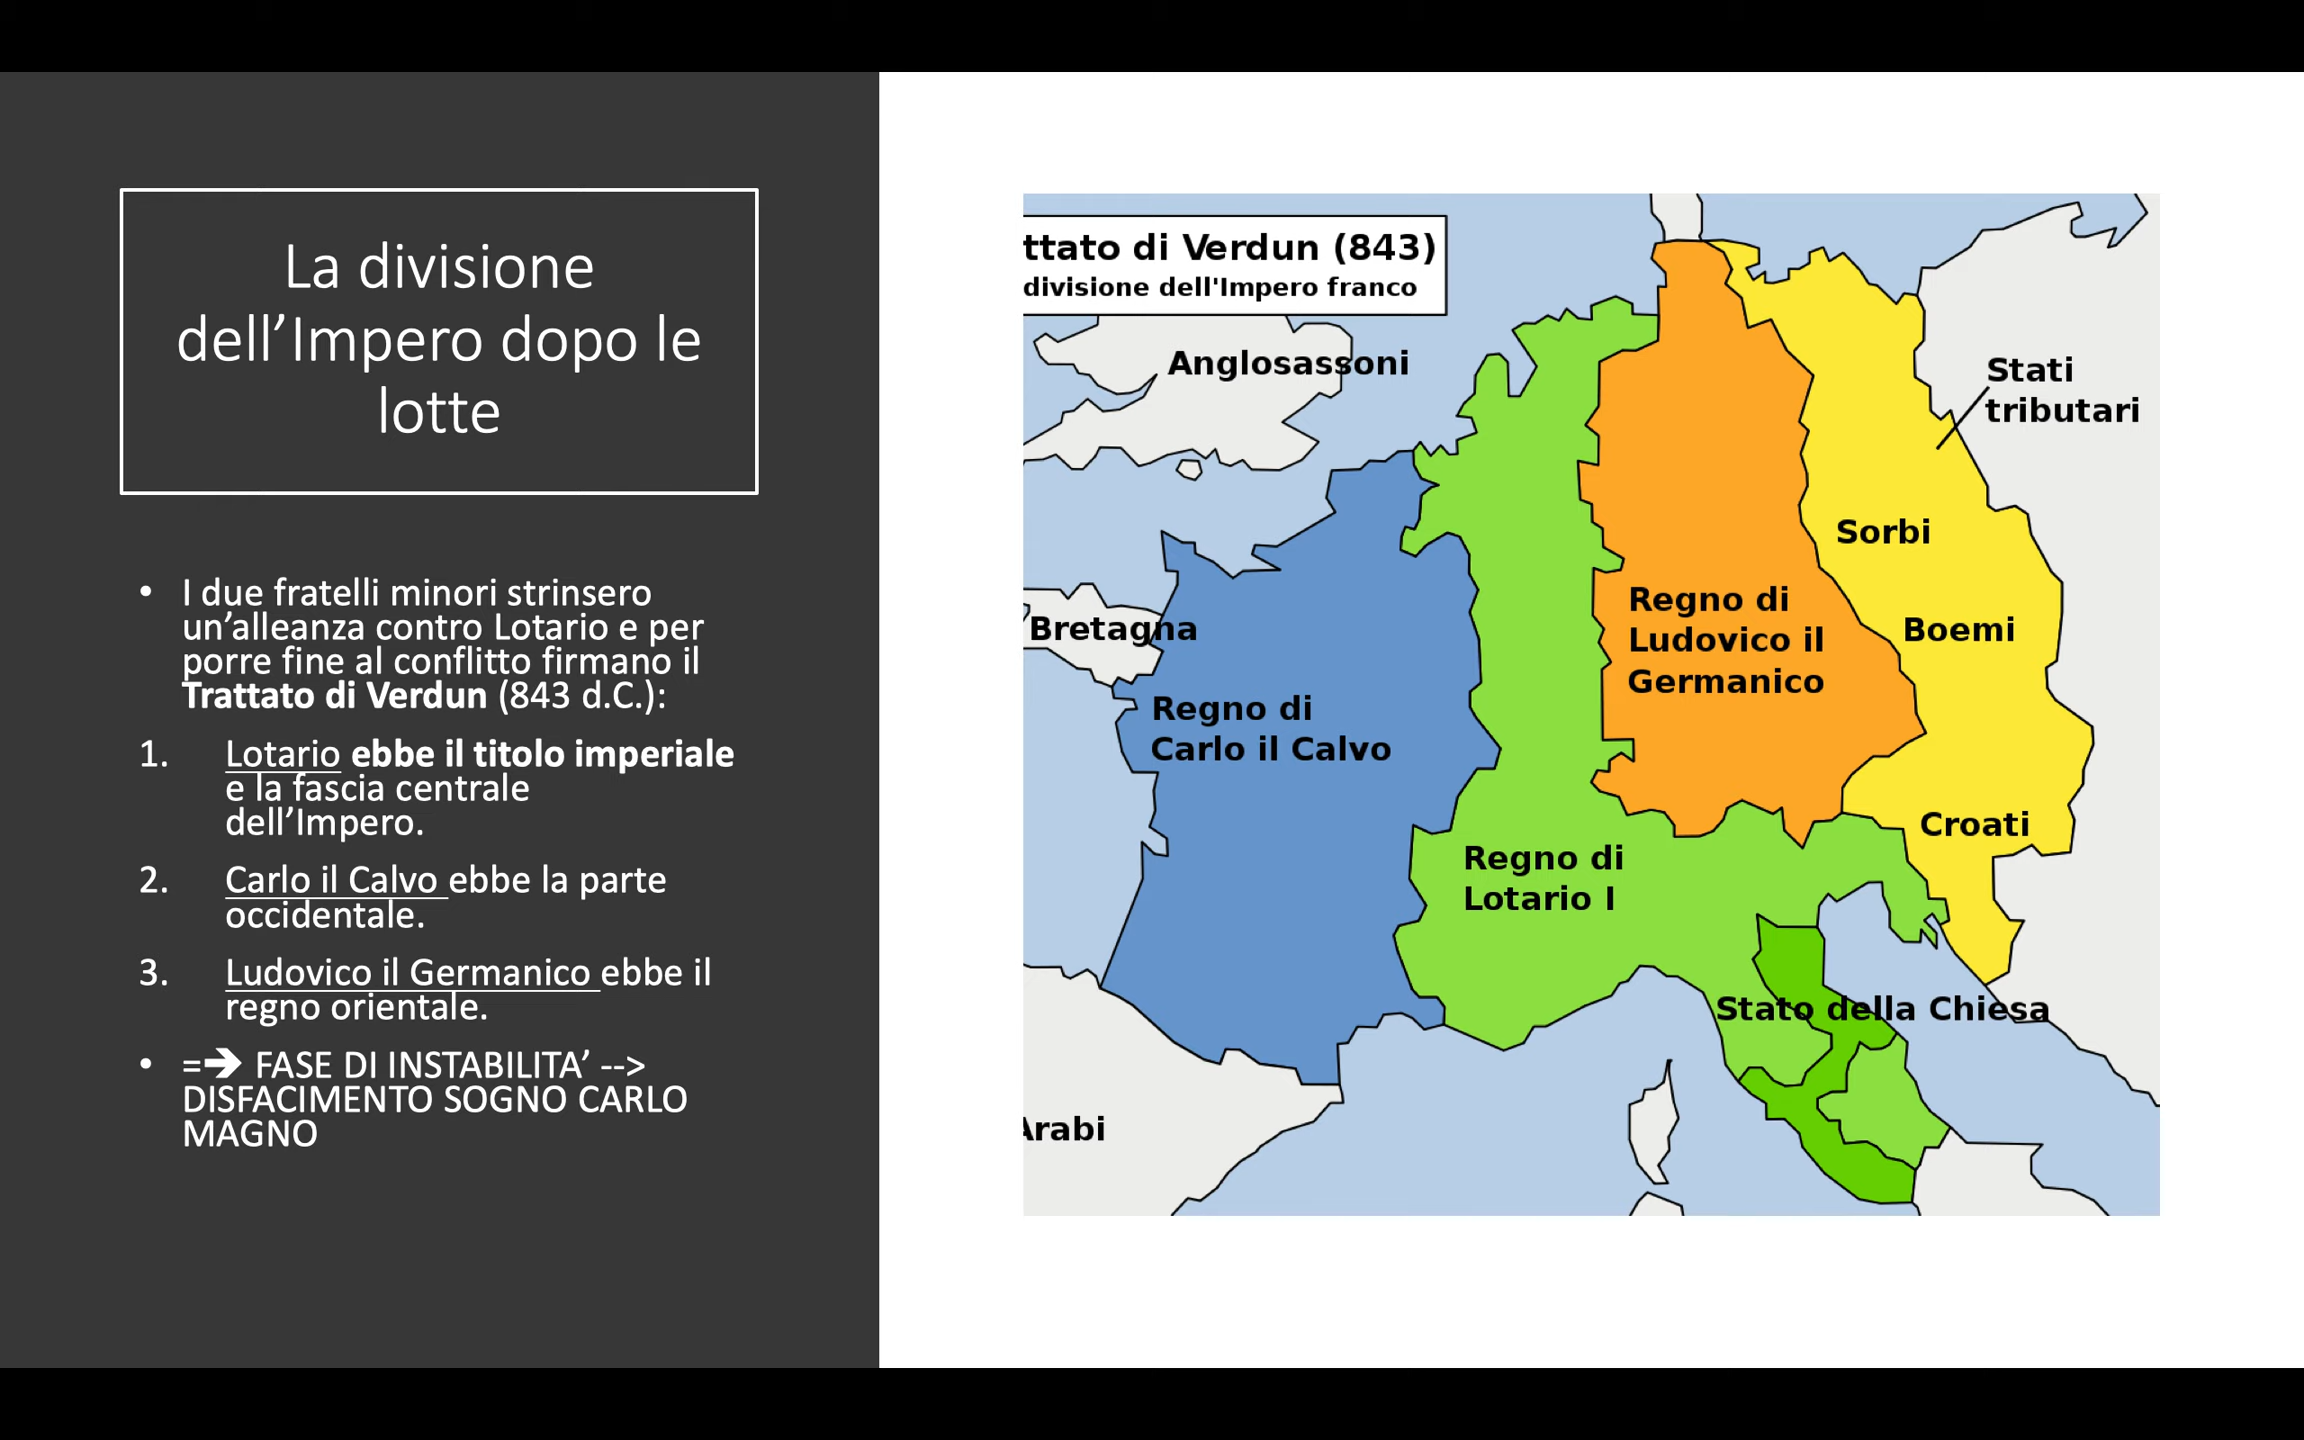 La divisione
dell’Impero dopo le
lotte
• I due fratelli minori strinsero
un’alleanza contro Lotario e per
porre fine al conflitto firmano il
Trattato di Verdun (843 d.C.):
1. Lotario ebbe il titolo imperiale
e la fascia centrale
dell’Impero.
2. Carlo il Calvo ebbe la parte
occidentale.
3. Ludovico il Germanico ebbe il
regno orientale.
• =➔ FASE DI INSTABILITA’ -->
DISFACIMENTO SOGNO CARLO
MAGNO
ttato di Verdun (843)
divisione dell'Impero franco
Anglosassoni
Stati
tributari
Sorbi
Regno di
Ludovico il
Germanico
Boemi
Bretagna
Regno di
Carlo il Calvo
Croati
Regno di
Lotario I
Stato della Chiesa
Arabi